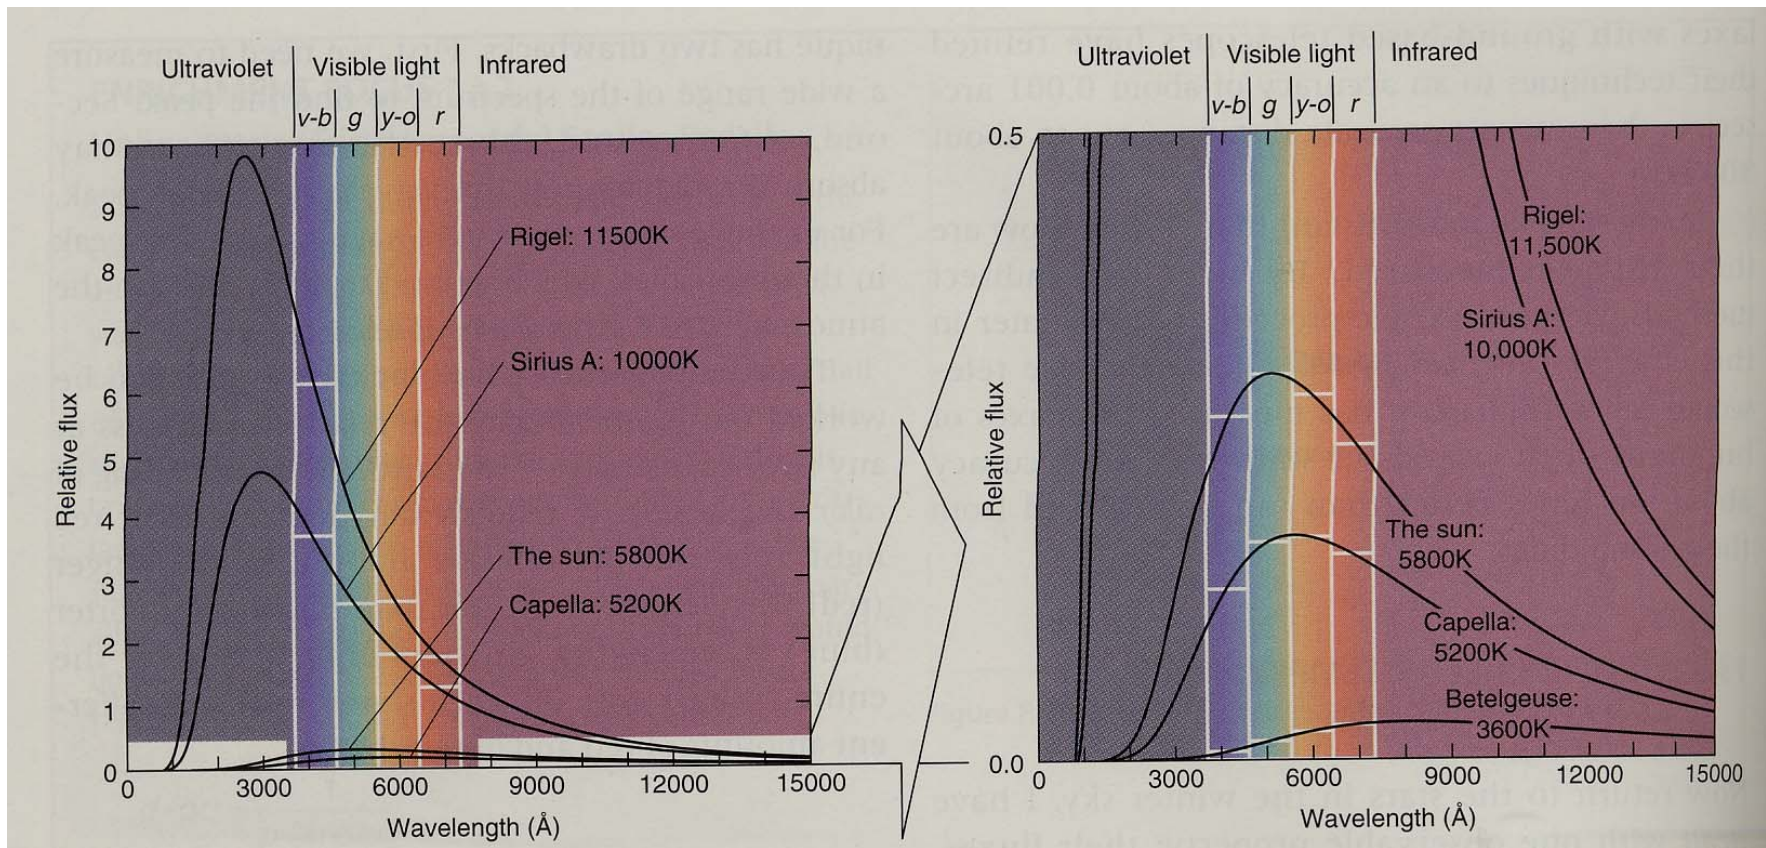 Ultraviolet Visible light Infrared
v-b g y-o r
10
9
8
7
6
5
4
3
2
1
0
Relative flux
Rigel: 11500K
Sirius A: 10000K
The sun: 5800K
Capella: 5200K
0 3000 6000 9000 12000 15000
Wavelength (Å)
Ultraviolet Visible light Infrared
v-b g y-o r
0.5
0.0
Relative flux
Rigel:
11,500K
Sirius A:
10,000K
The sun:
5800K
Capella:
5200K
Betelgeuse:
3600K
0 3000 6000 9000 12000 15000
Wavelength (Å)